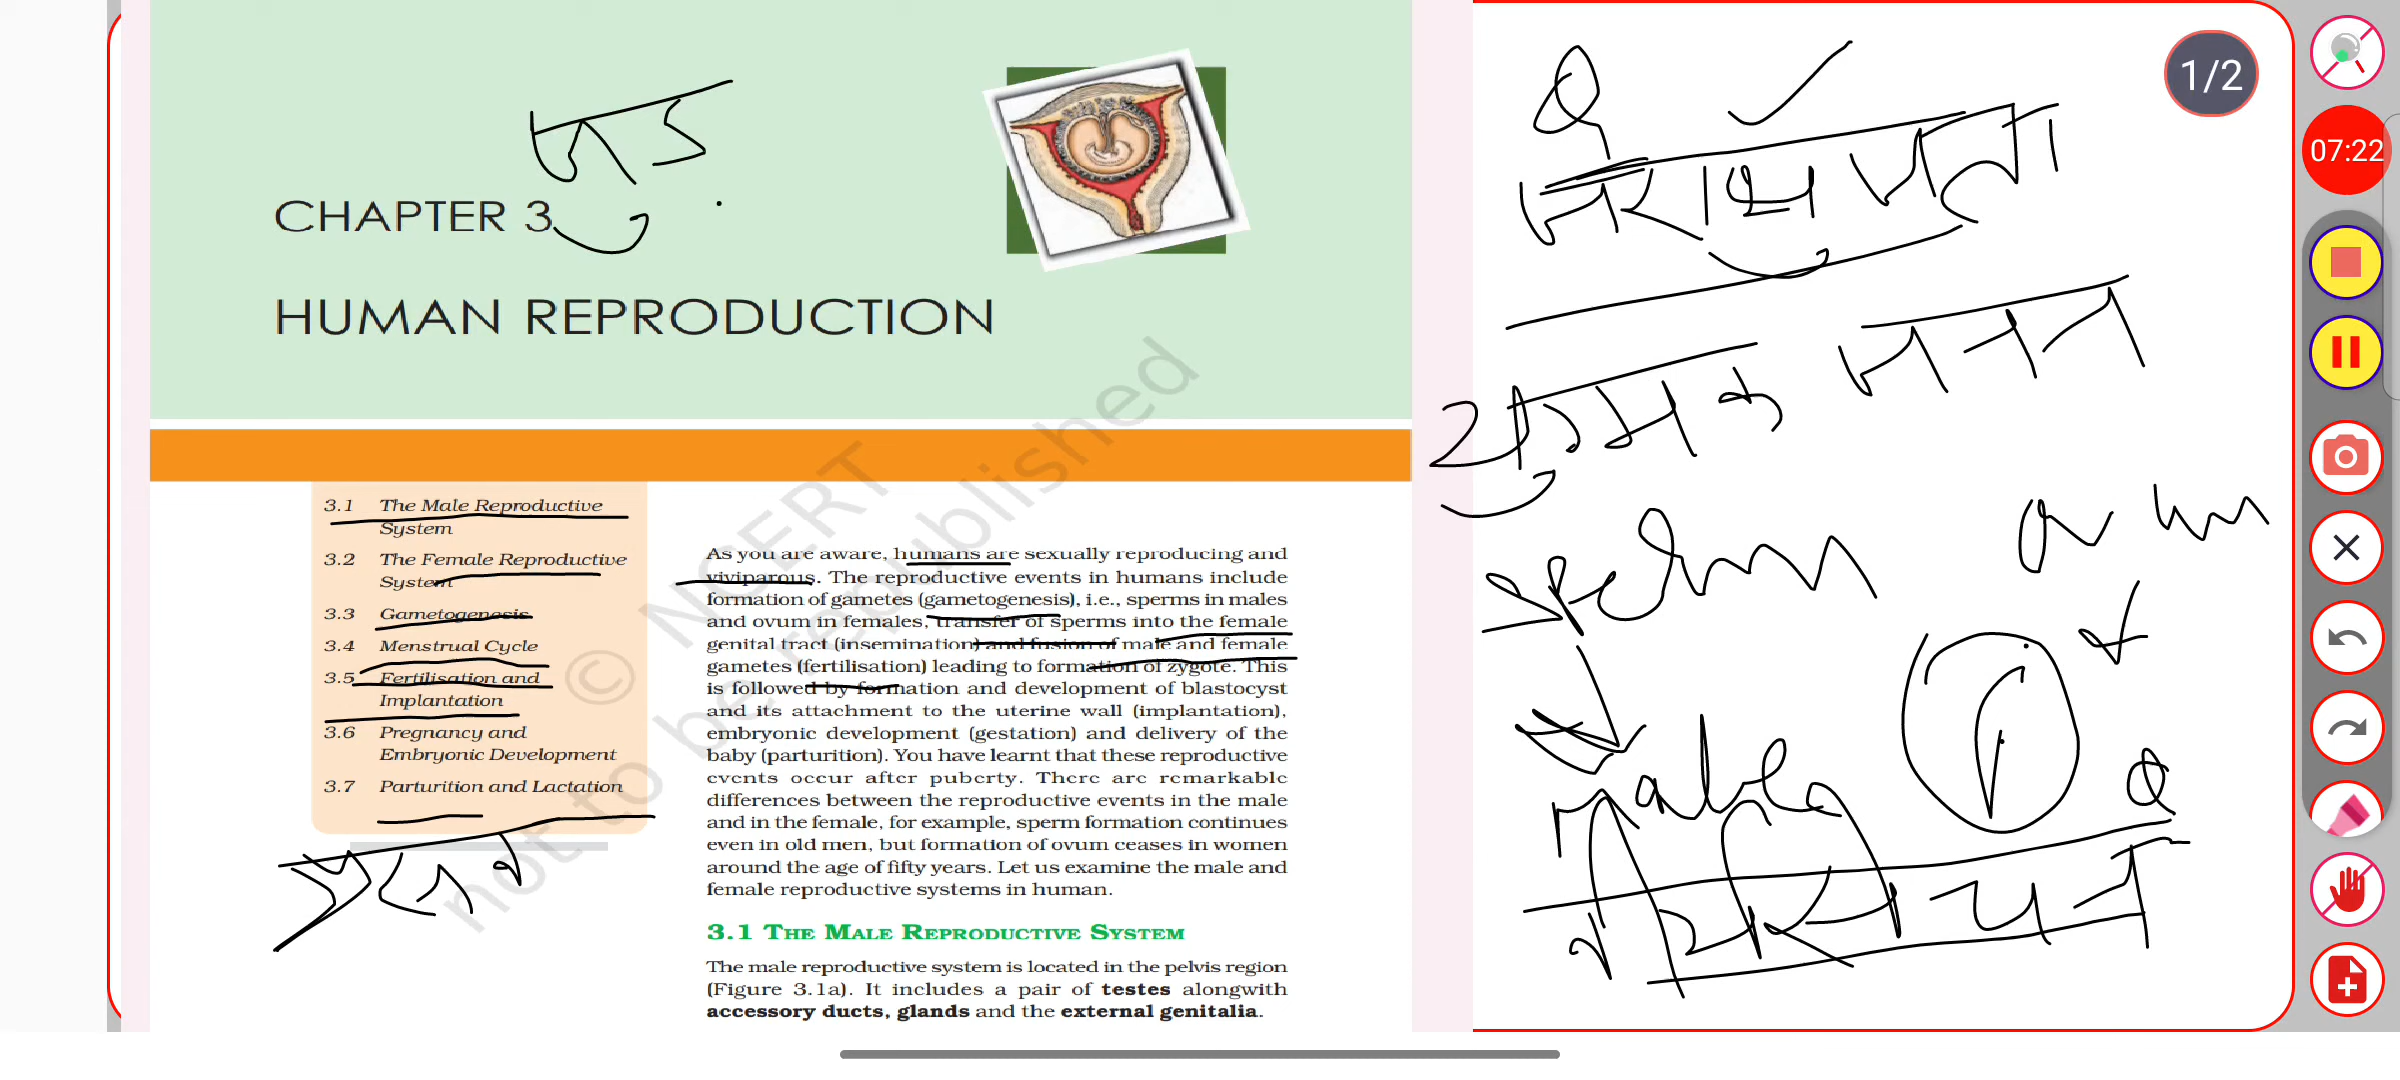 CHAPTER 3
HUMAN REPRODUCTION
3.1 The Male Reproductive
System
3.2 The Female Reproductive
System
3.3 Gametogenesis
3.4 Menstrual Cycle
3.5 Fertilisation and
Implantation
3.6 Pregnancy and
Embryonic Development
3.7 Parturition and Lactation
As you are aware, humans are sexually reproducing and
viviparous. The reproductive events in humans include
formation of gametes (gametogenesis), i.e., sperms in males
and ovum in females, transfer of sperms into the female
genital tract (insemination) and fusion of male and female
gametes (fertilisation) leading to formation of zygote. This
is followed by formation and development of blastocyst
and its attachment to the uterine wall (implantation),
embryonic development (gestation) and delivery of the
baby (parturition). You have learnt that these reproductive
events occur after puberty. There are remarkable
differences between the reproductive events in the male
and in the female, for example, sperm formation continues
even in old men, but formation of ovum ceases in women
around the age of fifty years. Let us examine the male and
female reproductive systems in human.
3.1 THE MALE REPRODUCTIVE SYSTEM
The male reproductive system is located in the pelvis region
(Figure 3.1a). It includes a pair of testes alongwith
accessory ducts, glands and the external genitalia.
© NCERT
not to be republished
1/2
07:22